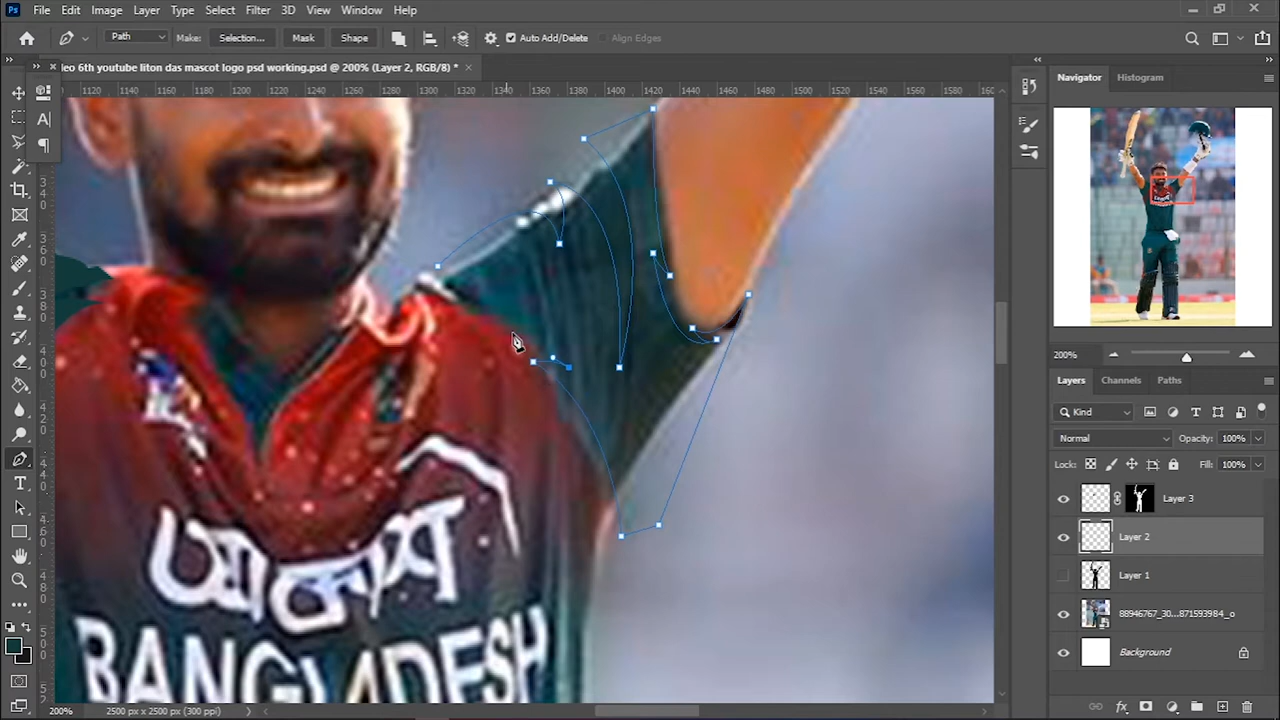 Ps File Edit Image Layer Type Select Filter 3D View Window Help
Path Make: Selection... Mask Shape Auto Add/Delete Align Edges
leo 6th youtube liton das mascot logo psd working.psd @ 200% (Layer 2, RGB/8) *
1120 1140 1160 1180 1200 1220 1240 1260 1280 1300 1320 1340 1360 1380 1400 1420 1440 1460 1480 1500 1520 1540 1560 1580
Navigator Histogram
200%
Layers Channels Paths
Kind
Normal Opacity: 100%
Lock: Fill: 100%
Layer 3
Layer 2
Layer 1
88946767_30...871593984_o
Background
BANGLADESH
200% 2500 px x 2500 px (300 ppi)